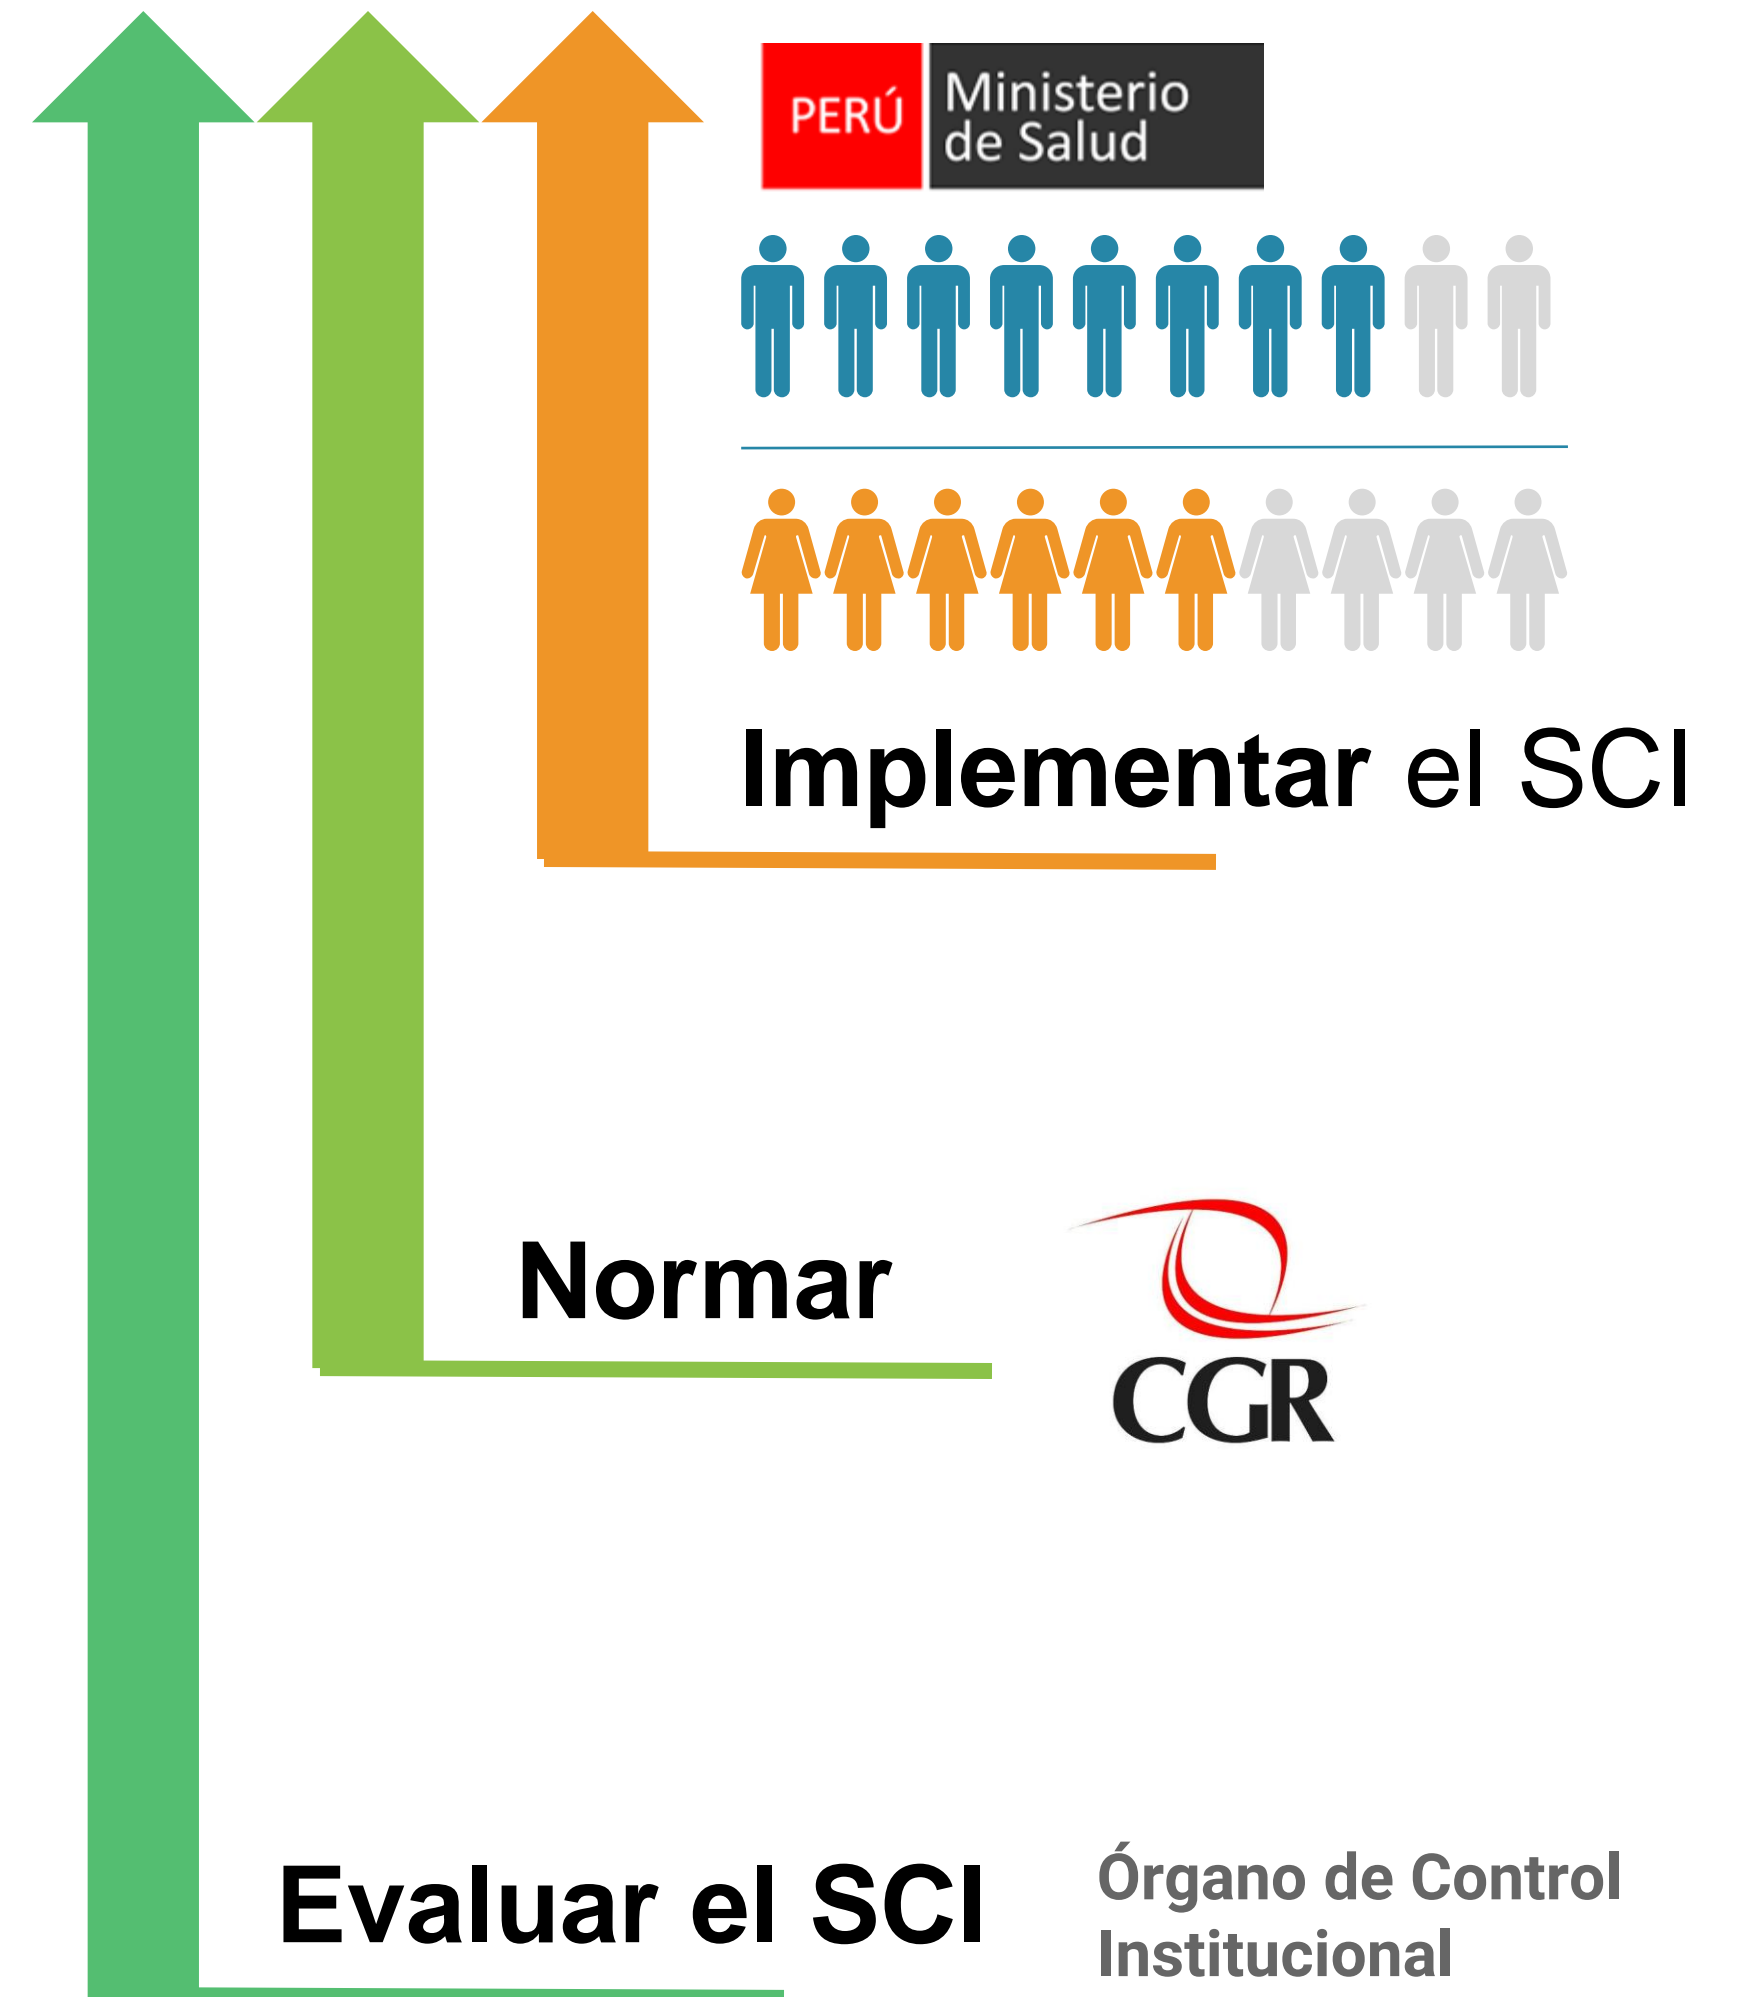 PERÚ
Ministerio
de Salud
Implementar el SCI
Normar
CGR
Evaluar el SCI
Órgano de Control
Institucional